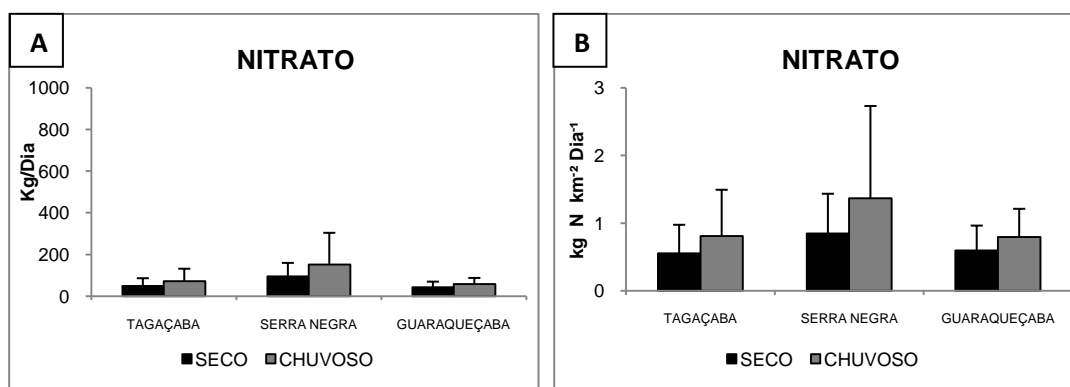 A
NITRATO
Kg/Dia
1000
800
600
400
200
0
TAGAÇABA SERRA NEGRA GUARAQUEÇABA
SECO CHUVOSO
B
NITRATO
kg N km⁻² Dia⁻¹
3
2
1
0
TAGAÇABA SERRA NEGRA GUARAQUEÇABA
SECO CHUVOSO